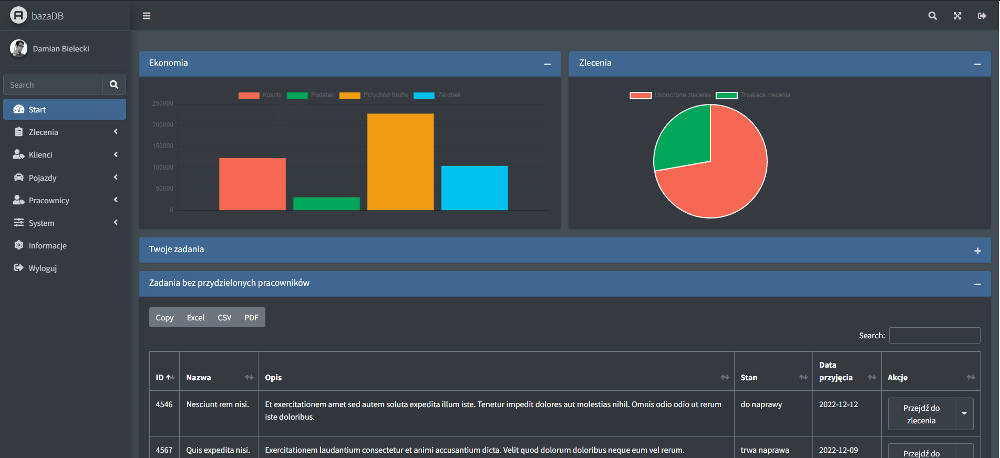 bazaDB
Damian Bielecki
Search
Start
Zlecenia
Klienci
Pojazdy
Pracownicy
System
Informacje
Wyloguj
Ekonomia
Koszty Podatek Przychód Brutto Zarobek
250000
200000
150000
100000
50000
0
Zlecenia
Ukonczone zlecenia Trwające zlecenia
Twoje zadania
Zadania bez przydzielonych pracowników
Copy Excel CSV PDF
Search:
ID Nazwa Opis Stan Data przyjęcia Akcje
4546 Nesciunt rem nisi. Et exercitationem amet sed autem soluta expedita illum iste. Tenetur impedit dolores aut molestias nihil. Omnis odio odio ut rerum
iste doloribus. do naprawy 2022-12-12 Przejdź do
zlecenia
4567 Quis expedita nisi. Exercitationem laudantium consectetur et animi accusantium dicta. Velit quod dolorum doloribus neque eum vel rerum. trwa naprawa 2022-12-09 Przejdź do